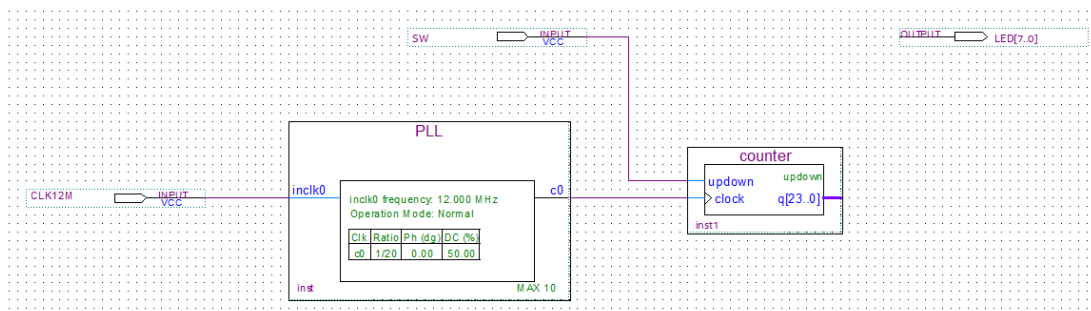 SW
INPUT
VCC
OUTPUT
LED[7..0]
PLL
counter
updown
updown
clock
q[23..0]
inst1
CLK12M
INPUT
VCC
inclk0
c0
inclk0 frequency: 12.000 MHz
Operation Mode: Normal
Clk Ratio Ph (dg) DC (%)
c0 1/20 0.00 50.00
inst
MAX 10